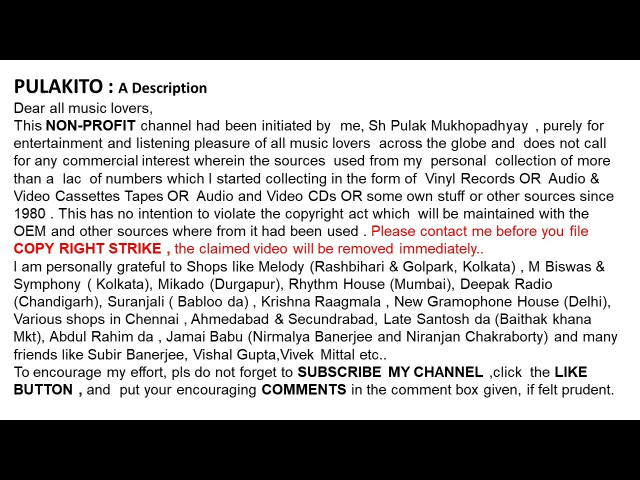 PULAKITO : A Description
Dear all music lovers,
This NON-PROFIT channel had been initiated by me, Sh Pulak Mukhopadhyay , purely for
entertainment and listening pleasure of all music lovers across the globe and does not call
for any commercial interest wherein the sources used from my personal collection of more
than a lac of numbers which I started collecting in the form of Vinyl Records OR Audio &
Video Cassettes Tapes OR Audio and Video CDs OR some own stuff or other sources since
1980 . This has no intention to violate the copyright act which will be maintained with the
OEM and other sources where from it had been used . Please contact me before you file
COPY RIGHT STRIKE , the claimed video will be removed immediately..
I am personally grateful to Shops like Melody (Rashbihari & Golpark, Kolkata) , M Biswas &
Symphony ( Kolkata), Mikado (Durgapur), Rhythm House (Mumbai), Deepak Radio
(Chandigarh), Suranjali ( Babloo da) , Krishna Raagmala , New Gramophone House (Delhi),
Various shops in Chennai , Ahmedabad & Secundrabad, Late Santosh da (Baithak khana
Mkt), Abdul Rahim da , Jamai Babu (Nirmalya Banerjee and Niranjan Chakraborty) and many
friends like Subir Banerjee, Vishal Gupta,Vivek Mittal etc..
To encourage my effort, pls do not forget to SUBSCRIBE MY CHANNEL ,click the LIKE
BUTTON , and put your encouraging COMMENTS in the comment box given, if felt prudent.